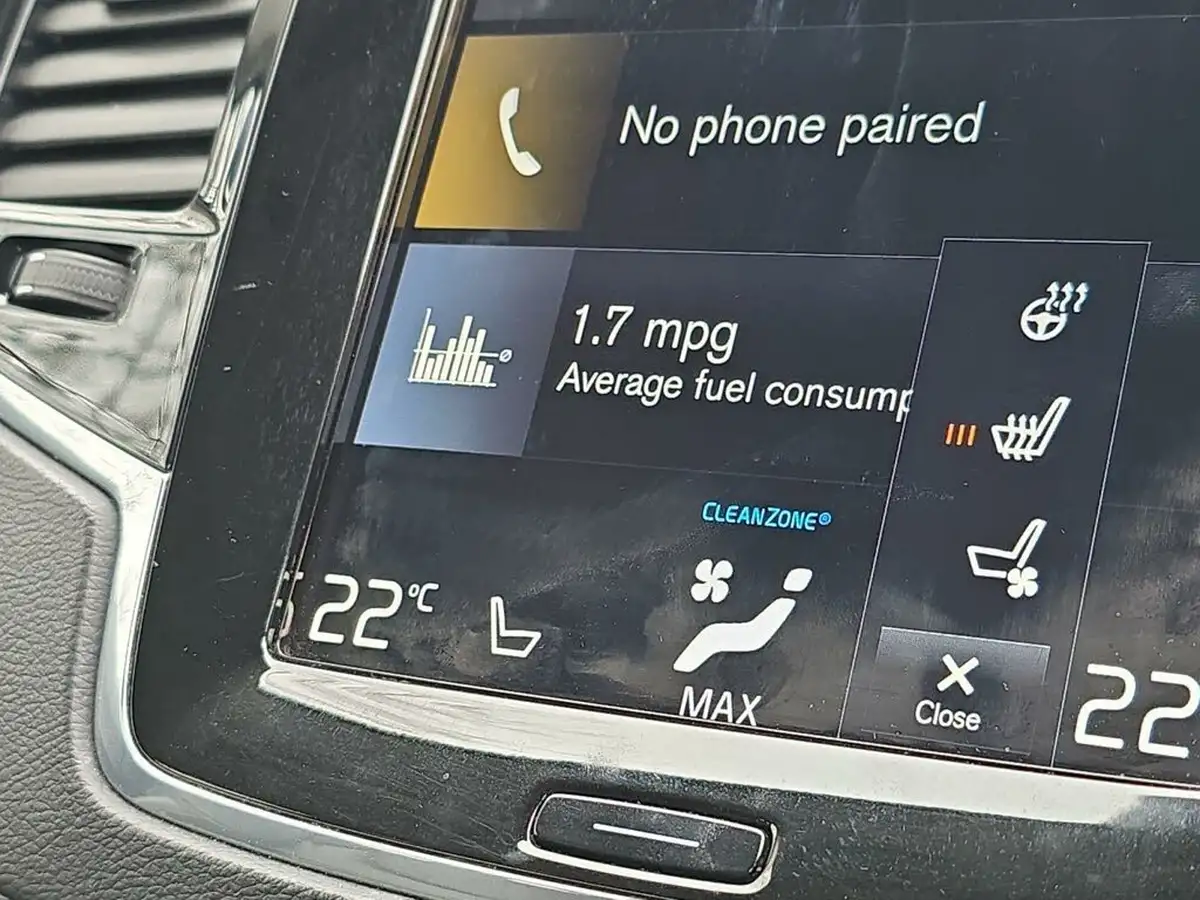 No phone paired
1.7 mpg
Average fuel consump
CLEANZONE®
22°C
MAX
Close
22